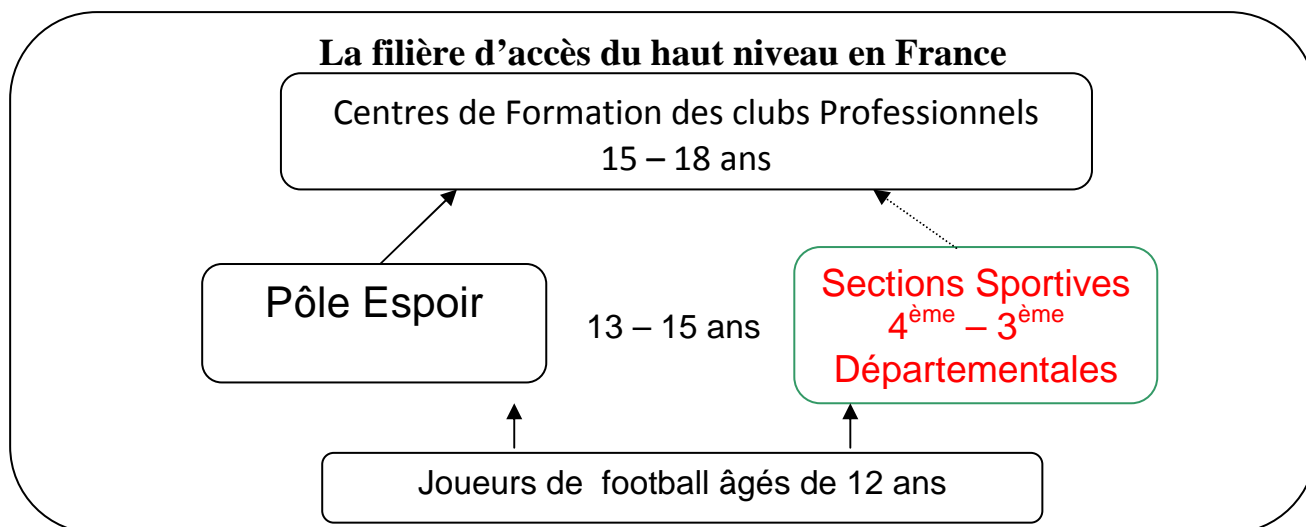 La filière d'accès du haut niveau en France
Centres de Formation des clubs Professionnels
15 – 18 ans
Pôle Espoir
13 – 15 ans
Sections Sportives
4ème – 3ème
Départementales
Joueurs de football âgés de 12 ans